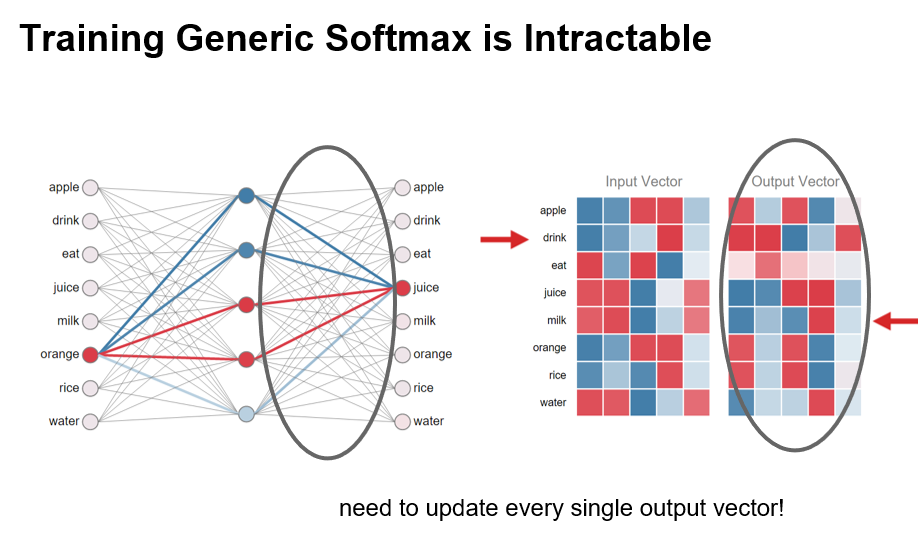 Training Generic Softmax is Intractable
apple
drink
eat
juice
milk
orange
rice
water
apple
drink
eat
juice
milk
orange
rice
water
Input Vector
Output Vector
apple
drink
eat
juice
milk
orange
rice
water
need to update every single output vector!